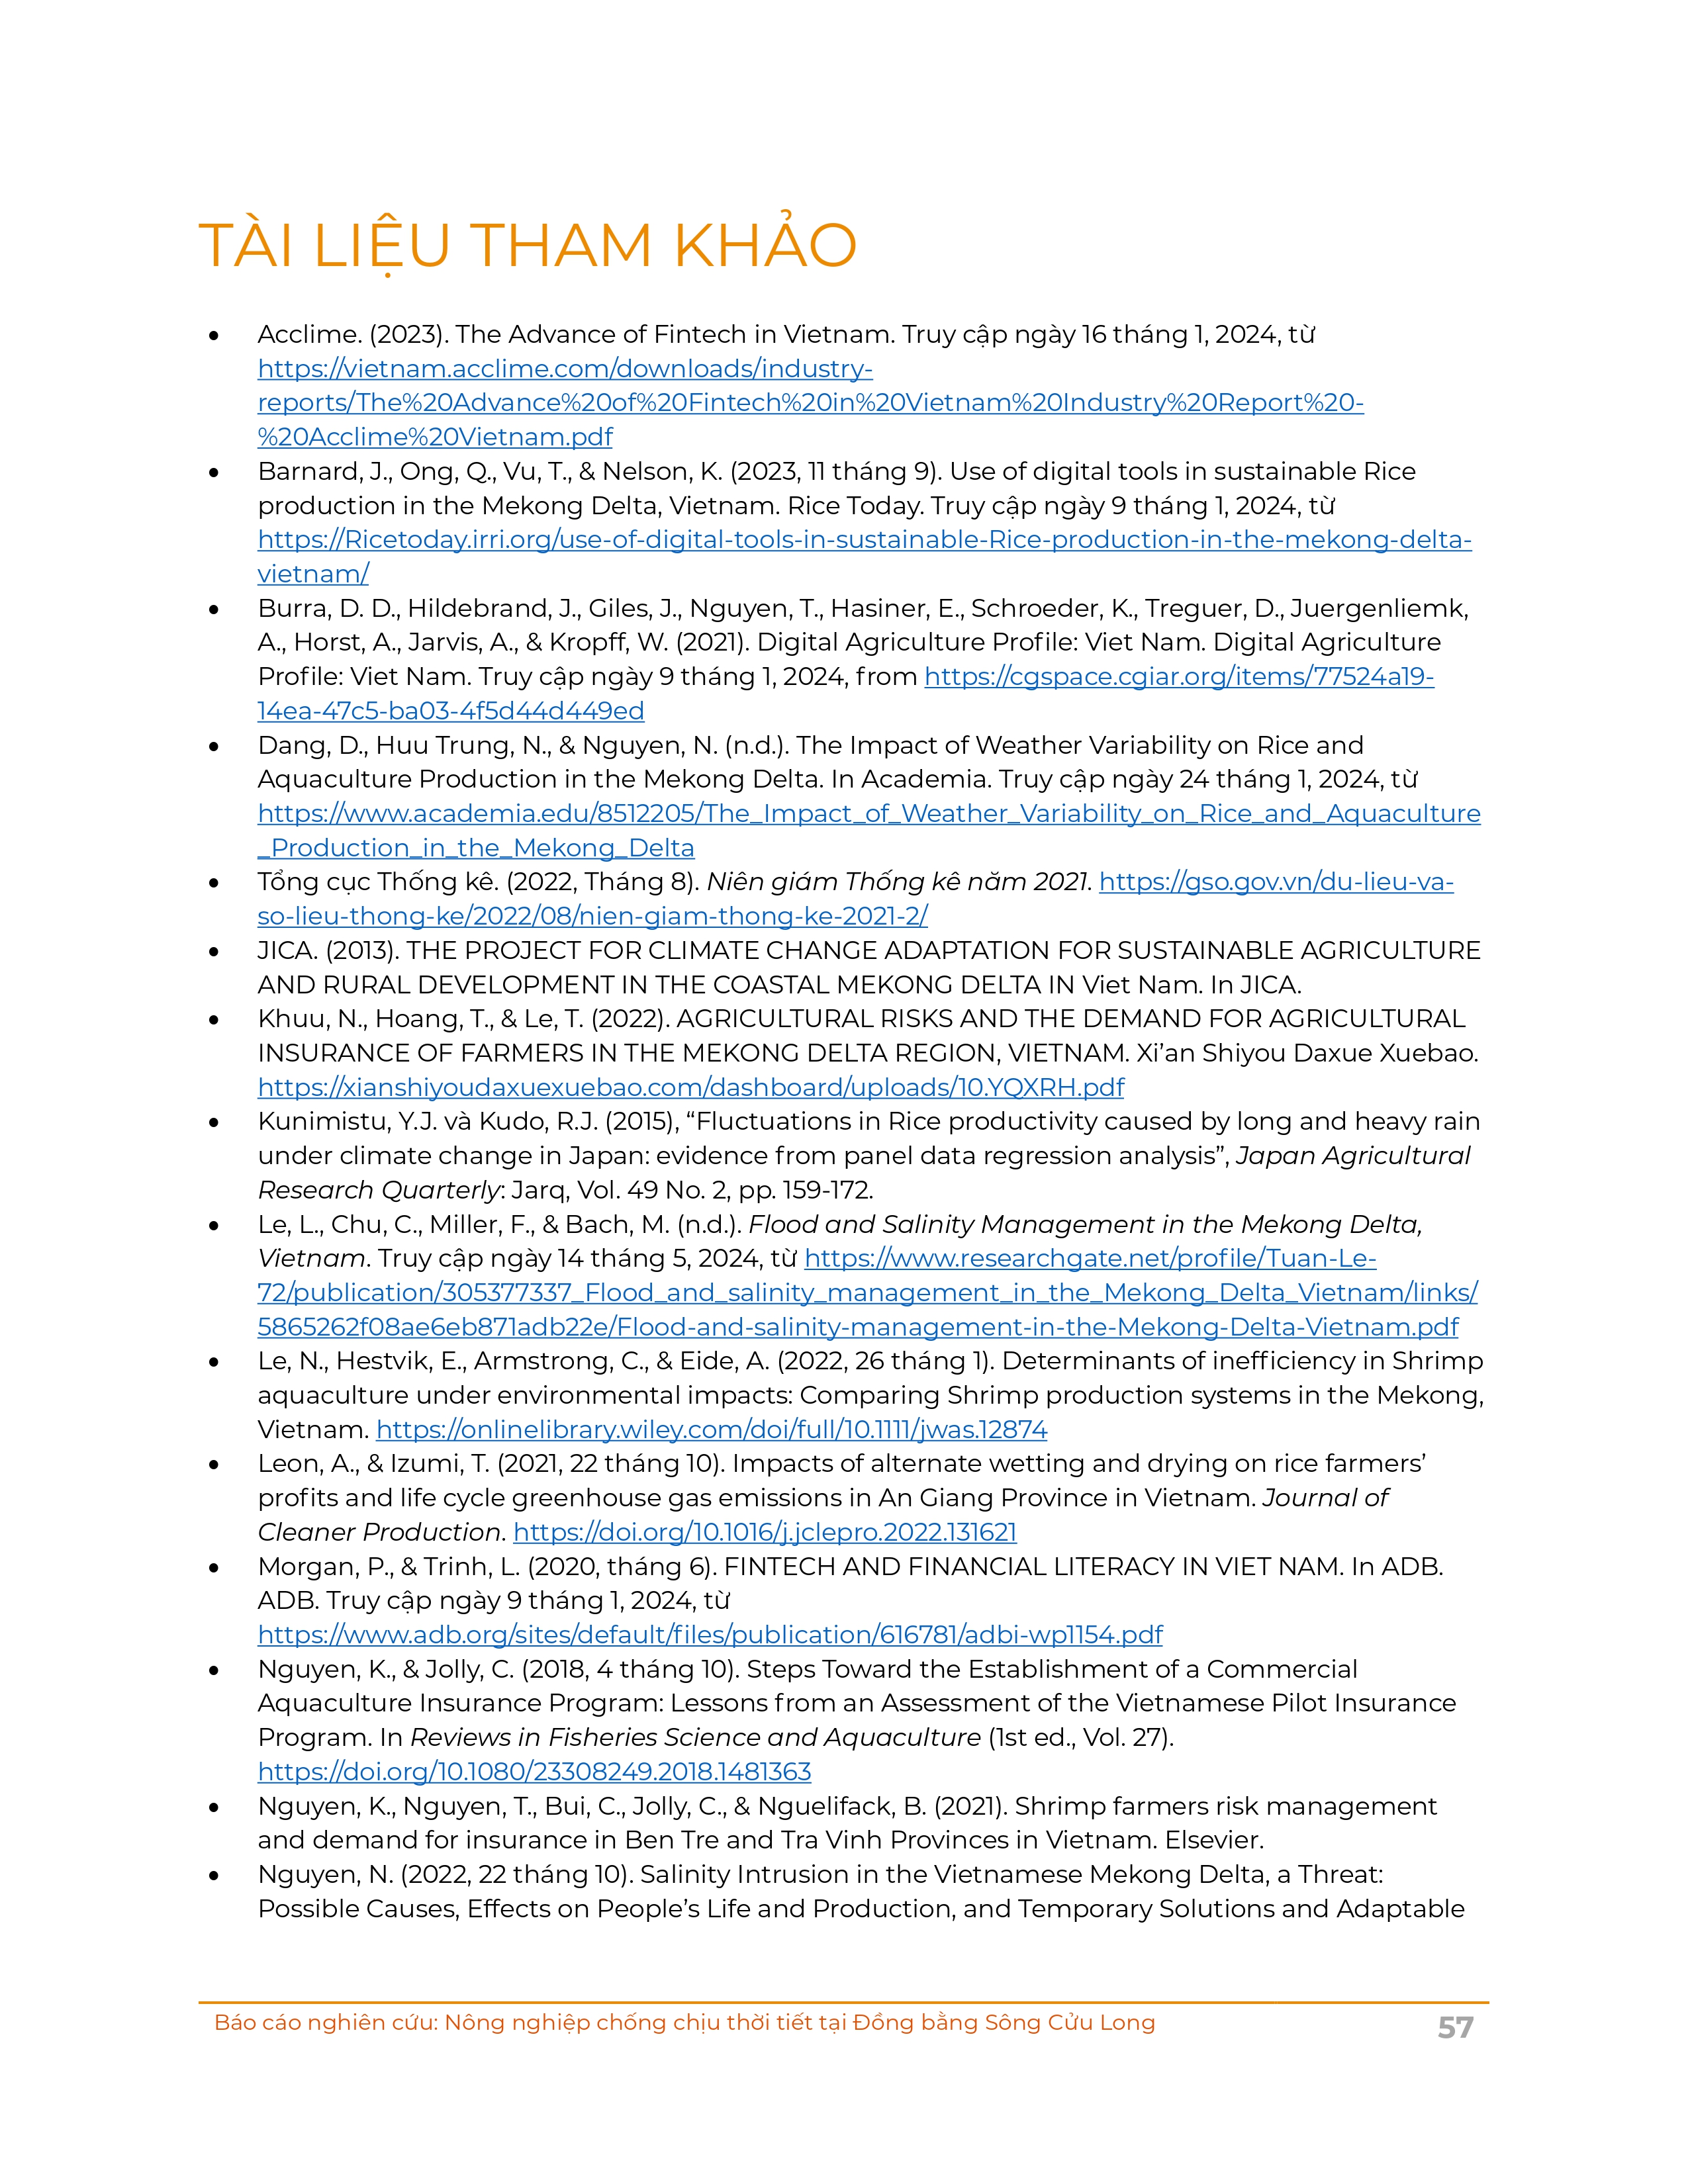 TÀI LIỆU THAM KHẢO
• Acclime. (2023). The Advance of Fintech in Vietnam. Truy cập ngày 16 tháng 1, 2024, từ
https://vietnam.acclime.com/downloads/industry-
reports/The%20Advance%20of%20Fintech%20in%20Vietnam%20Industry%20Report%20-
%20Acclime%20Vietnam.pdf
• Barnard, J., Ong, Q., Vu, T., & Nelson, K. (2023, 11 tháng 9). Use of digital tools in sustainable Rice
production in the Mekong Delta, Vietnam. Rice Today. Truy cập ngày 9 tháng 1, 2024, từ
https://Ricetoday.irri.org/use-of-digital-tools-in-sustainable-Rice-production-in-the-mekong-delta-
vietnam/
• Burra, D. D., Hildebrand, J., Giles, J., Nguyen, T., Hasiner, E., Schroeder, K., Treguer, D., Juergenliemk,
A., Horst, A., Jarvis, A., & Kropff, W. (2021). Digital Agriculture Profile: Viet Nam. Digital Agriculture
Profile: Viet Nam. Truy cập ngày 9 tháng 1, 2024, from https://cgspace.cgiar.org/items/77524a19-
14ea-47c5-ba03-4f5d44d449ed
• Dang, D., Huu Trung, N., & Nguyen, N. (n.d.). The Impact of Weather Variability on Rice and
Aquaculture Production in the Mekong Delta. In Academia. Truy cập ngày 24 tháng 1, 2024, từ
https://www.academia.edu/8512205/The_Impact_of_Weather_Variability_on_Rice_and_Aquaculture
_Production_in_the_Mekong_Delta
• Tổng cục Thống kê. (2022, Tháng 8). Niên giám Thống kê năm 2021. https://gso.gov.vn/du-lieu-va-
so-lieu-thong-ke/2022/08/nien-giam-thong-ke-2021-2/
• JICA. (2013). THE PROJECT FOR CLIMATE CHANGE ADAPTATION FOR SUSTAINABLE AGRICULTURE
AND RURAL DEVELOPMENT IN THE COASTAL MEKONG DELTA IN Viet Nam. In JICA.
• Khuu, N., Hoang, T., & Le, T. (2022). AGRICULTURAL RISKS AND THE DEMAND FOR AGRICULTURAL
INSURANCE OF FARMERS IN THE MEKONG DELTA REGION, VIETNAM. Xi’an Shiyou Daxue Xuebao.
https://xianshiyoudaxuexuebao.com/dashboard/uploads/10.YQXRH.pdf
• Kunimistu, Y.J. và Kudo, R.J. (2015), “Fluctuations in Rice productivity caused by long and heavy rain
under climate change in Japan: evidence from panel data regression analysis”, Japan Agricultural
Research Quarterly: Jarq, Vol. 49 No. 2, pp. 159-172.
• Le, L., Chu, C., Miller, F., & Bach, M. (n.d.). Flood and Salinity Management in the Mekong Delta,
Vietnam. Truy cập ngày 14 tháng 5, 2024, từ https://www.researchgate.net/profile/Tuan-Le-
72/publication/305377337_Flood_and_salinity_management_in_the_Mekong_Delta_Vietnam/links/
5865262f08ae6eb871adb22e/Flood-and-salinity-management-in-the-Mekong-Delta-Vietnam.pdf
• Le, N., Hestvik, E., Armstrong, C., & Eide, A. (2022, 26 tháng 1). Determinants of inefficiency in Shrimp
aquaculture under environmental impacts: Comparing Shrimp production systems in the Mekong,
Vietnam. https://onlinelibrary.wiley.com/doi/full/10.1111/jwas.12874
• Leon, A., & Izumi, T. (2021, 22 tháng 10). Impacts of alternate wetting and drying on rice farmers’
profits and life cycle greenhouse gas emissions in An Giang Province in Vietnam. Journal of
Cleaner Production. https://doi.org/10.1016/j.jclepro.2022.131621
• Morgan, P., & Trinh, L. (2020, tháng 6). FINTECH AND FINANCIAL LITERACY IN VIET NAM. In ADB.
ADB. Truy cập ngày 9 tháng 1, 2024, từ
https://www.adb.org/sites/default/files/publication/616781/adbi-wp1154.pdf
• Nguyen, K., & Jolly, C. (2018, 4 tháng 10). Steps Toward the Establishment of a Commercial
Aquaculture Insurance Program: Lessons from an Assessment of the Vietnamese Pilot Insurance
Program. In Reviews in Fisheries Science and Aquaculture (1st ed., Vol. 27).
https://doi.org/10.1080/23308249.2018.1481363
• Nguyen, K., Nguyen, T., Bui, C., Jolly, C., & Nguelifack, B. (2021). Shrimp farmers risk management
and demand for insurance in Ben Tre and Tra Vinh Provinces in Vietnam. Elsevier.
• Nguyen, N. (2022, 22 tháng 10). Salinity Intrusion in the Vietnamese Mekong Delta, a Threat:
Possible Causes, Effects on People’s Life and Production, and Temporary Solutions and Adaptable
Báo cáo nghiên cứu: Nông nghiệp chống chịu thời tiết tại Đồng bằng Sông Cửu Long
57